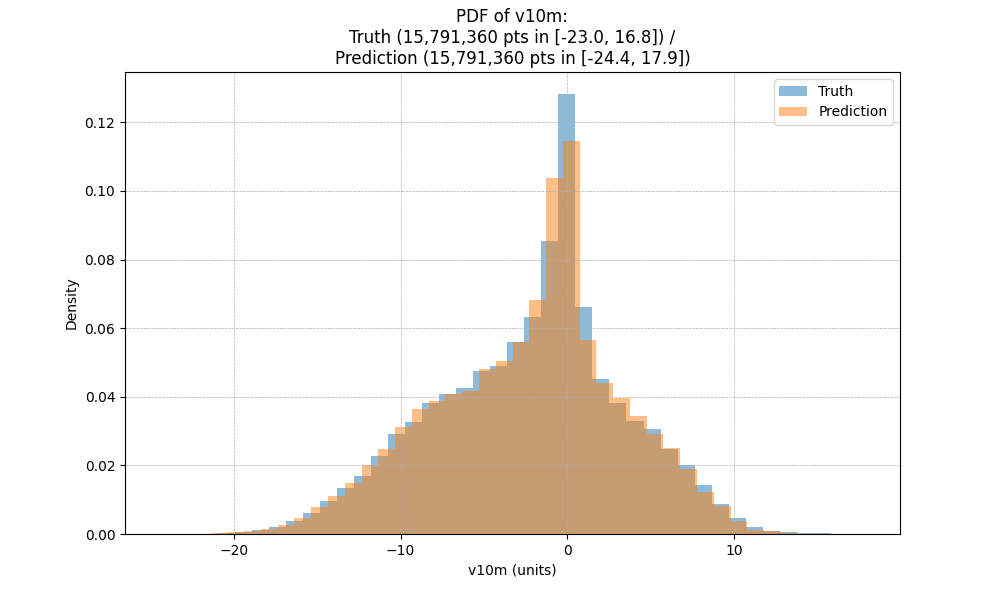 PDF of v10m:
Truth (15,791,360 pts in [-23.0, 16.8]) /
Prediction (15,791,360 pts in [-24.4, 17.9])
Truth
Prediction
0.12
0.10
0.08
0.06
0.04
0.02
0.00
Density
−20
−10
0
10
v10m (units)